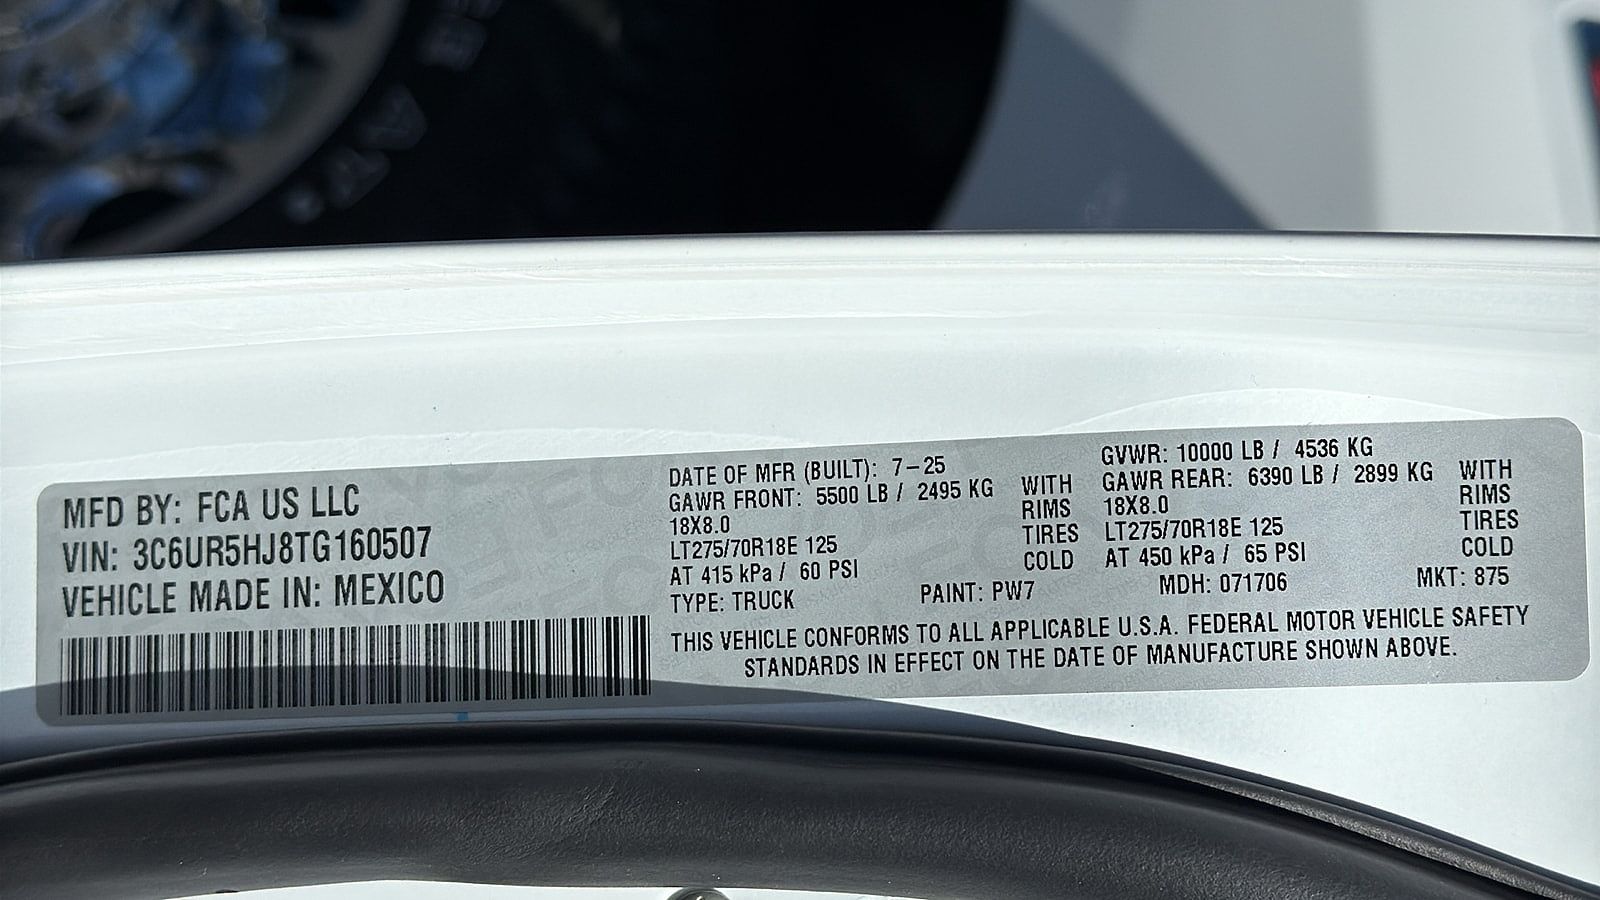 MFD BY: FCA US LLC
VIN: 3C6UR5HJ8TG160507
VEHICLE MADE IN: MEXICO
DATE OF MFR (BUILT): 7-25
GAWR FRONT: 5500 LB / 2495 KG
18X8.0
LT275/70R18E 125
AT 415 kPa / 60 PSI
WITH
RIMS
TIRES
COLD
GVWR: 10000 LB / 4536 KG
GAWR REAR: 6390 LB / 2899 KG
18X8.0
LT275/70R18E 125
AT 450 kPa / 65 PSI
WITH
RIMS
TIRES
COLD
TYPE: TRUCK PAINT: PW7 MDH: 071706 MKT: 875
THIS VEHICLE CONFORMS TO ALL APPLICABLE U.S.A. FEDERAL MOTOR VEHICLE SAFETY
STANDARDS IN EFFECT ON THE DATE OF MANUFACTURE SHOWN ABOVE.